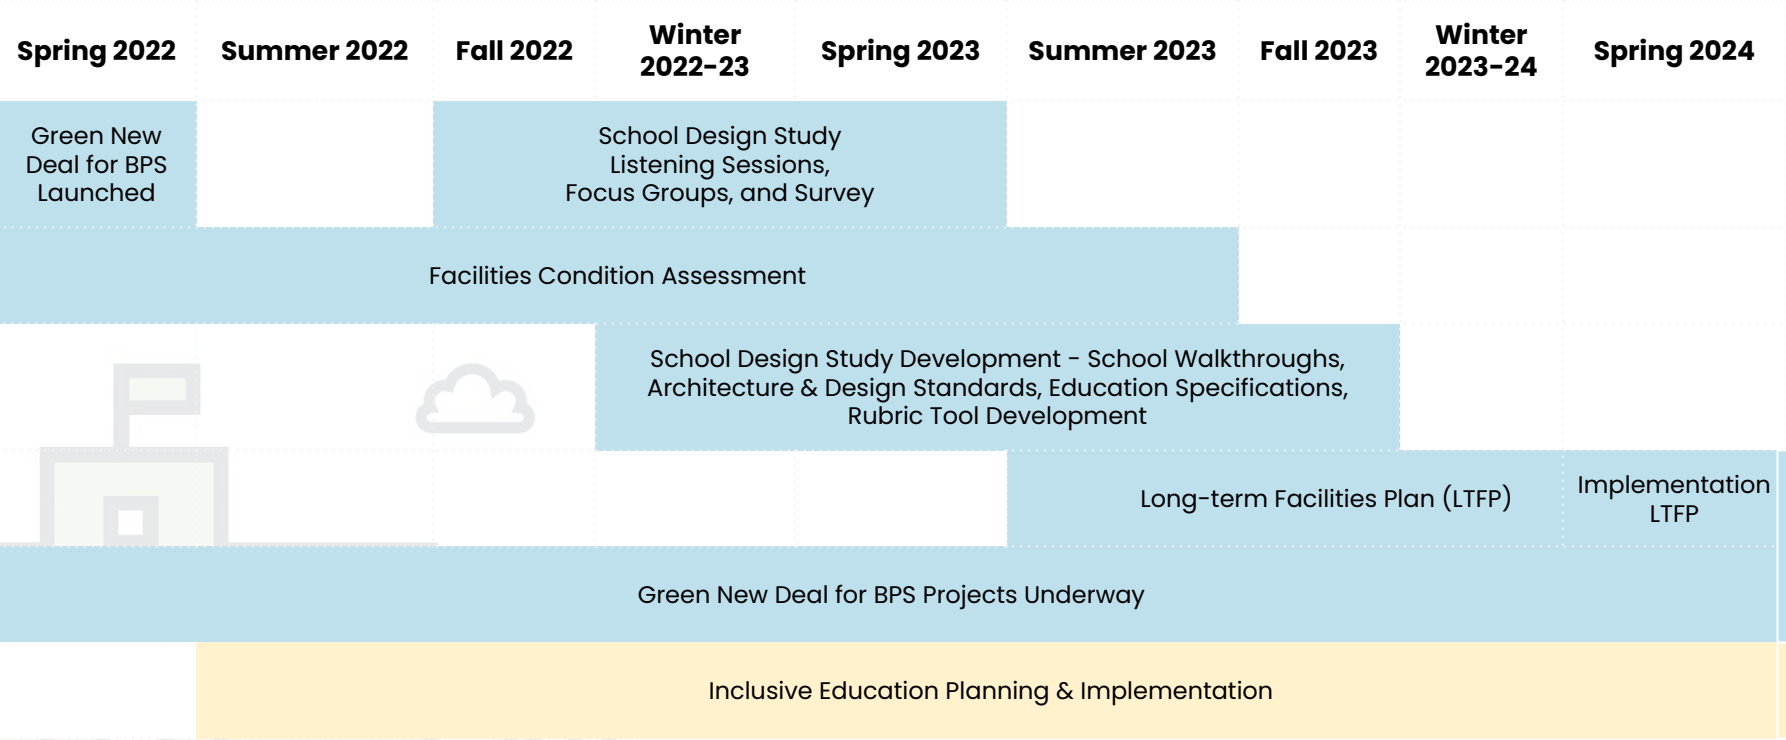 Spring 2022
Summer 2022
Fall 2022
Winter
2022-23
Spring 2023
Summer 2023
Fall 2023
Winter
2023-24
Spring 2024
Green New
Deal for BPS
Launched
School Design Study
Listening Sessions,
Focus Groups, and Survey
Facilities Condition Assessment
School Design Study Development - School Walkthroughs,
Architecture & Design Standards, Education Specifications,
Rubric Tool Development
Long-term Facilities Plan (LTFP)
Implementation
LTFP
Green New Deal for BPS Projects Underway
Inclusive Education Planning & Implementation